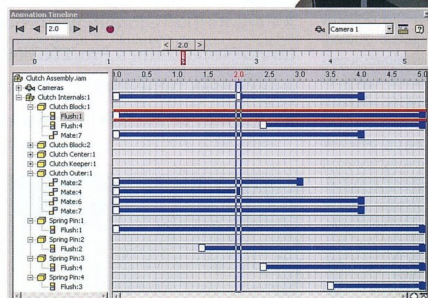 Animation Timeline
2.0
Camera 1
< 2.0 >
0 1 2 3 4 5
Clutch Assembly.iam
0.0 0.5 1.0 1.5 2.0 2.5 3.0 3.5 4.0 4.5 5.0
Cameras
Clutch Internals:1
Clutch Block:1
Flush:1
Flush:4
Mate:7
Clutch Block:2
Clutch Center:1
Clutch Keeper:1
Clutch Outer:1
Mate:2
Mate:4
Mate:6
Mate:7
Spring Pin:1
Flush:1
Spring Pin:2
Flush:2
Spring Pin:3
Flush:4
Spring Pin:4
Flush:3